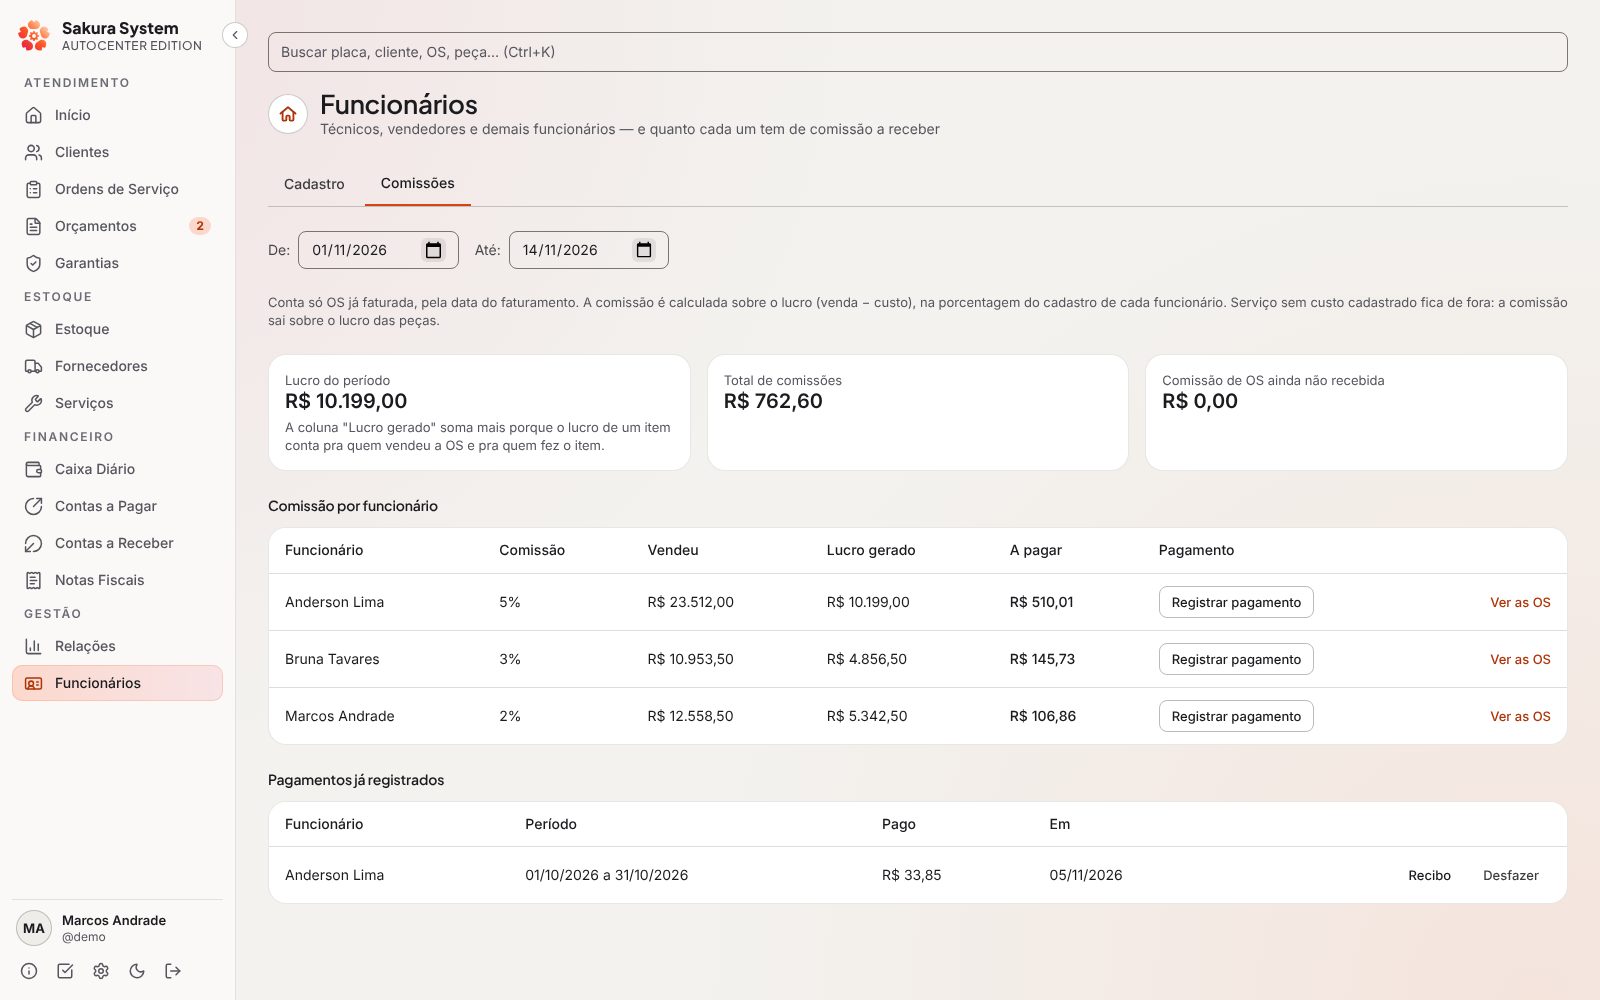 Sakura System
AUTOCENTER EDITION
ATENDIMENTO
Início
Clientes
Ordens de Serviço
Orçamentos 2
Garantias
ESTOQUE
Estoque
Fornecedores
Serviços
FINANCEIRO
Caixa Diário
Contas a Pagar
Contas a Receber
Notas Fiscais
GESTÃO
Relações
Funcionários
MA
Marcos Andrade
@demo
Buscar placa, cliente, OS, peça... (Ctrl+K)
Funcionários
Técnicos, vendedores e demais funcionários — e quanto cada um tem de comissão a receber
Cadastro Comissões
De: 01/11/2026 Até: 14/11/2026
Conta só OS já faturada, pela data do faturamento. A comissão é calculada sobre o lucro (venda − custo), na porcentagem do cadastro de cada funcionário. Serviço sem custo cadastrado fica de fora: a comissão
sai sobre o lucro das peças.
Lucro do período
R$ 10.199,00
A coluna "Lucro gerado" soma mais porque o lucro de um item
conta pra quem vendeu a OS e pra quem fez o item.
Total de comissões
R$ 762,60
Comissão de OS ainda não recebida
R$ 0,00
Comissão por funcionário
Funcionário Comissão Vendeu Lucro gerado A pagar Pagamento
Anderson Lima 5% R$ 23.512,00 R$ 10.199,00 R$ 510,01 Registrar pagamento Ver as OS
Bruna Tavares 3% R$ 10.953,50 R$ 4.856,50 R$ 145,73 Registrar pagamento Ver as OS
Marcos Andrade 2% R$ 12.558,50 R$ 5.342,50 R$ 106,86 Registrar pagamento Ver as OS
Pagamentos já registrados
Funcionário Período Pago Em
Anderson Lima 01/10/2026 a 31/10/2026 R$ 33,85 05/11/2026 Recibo Desfazer